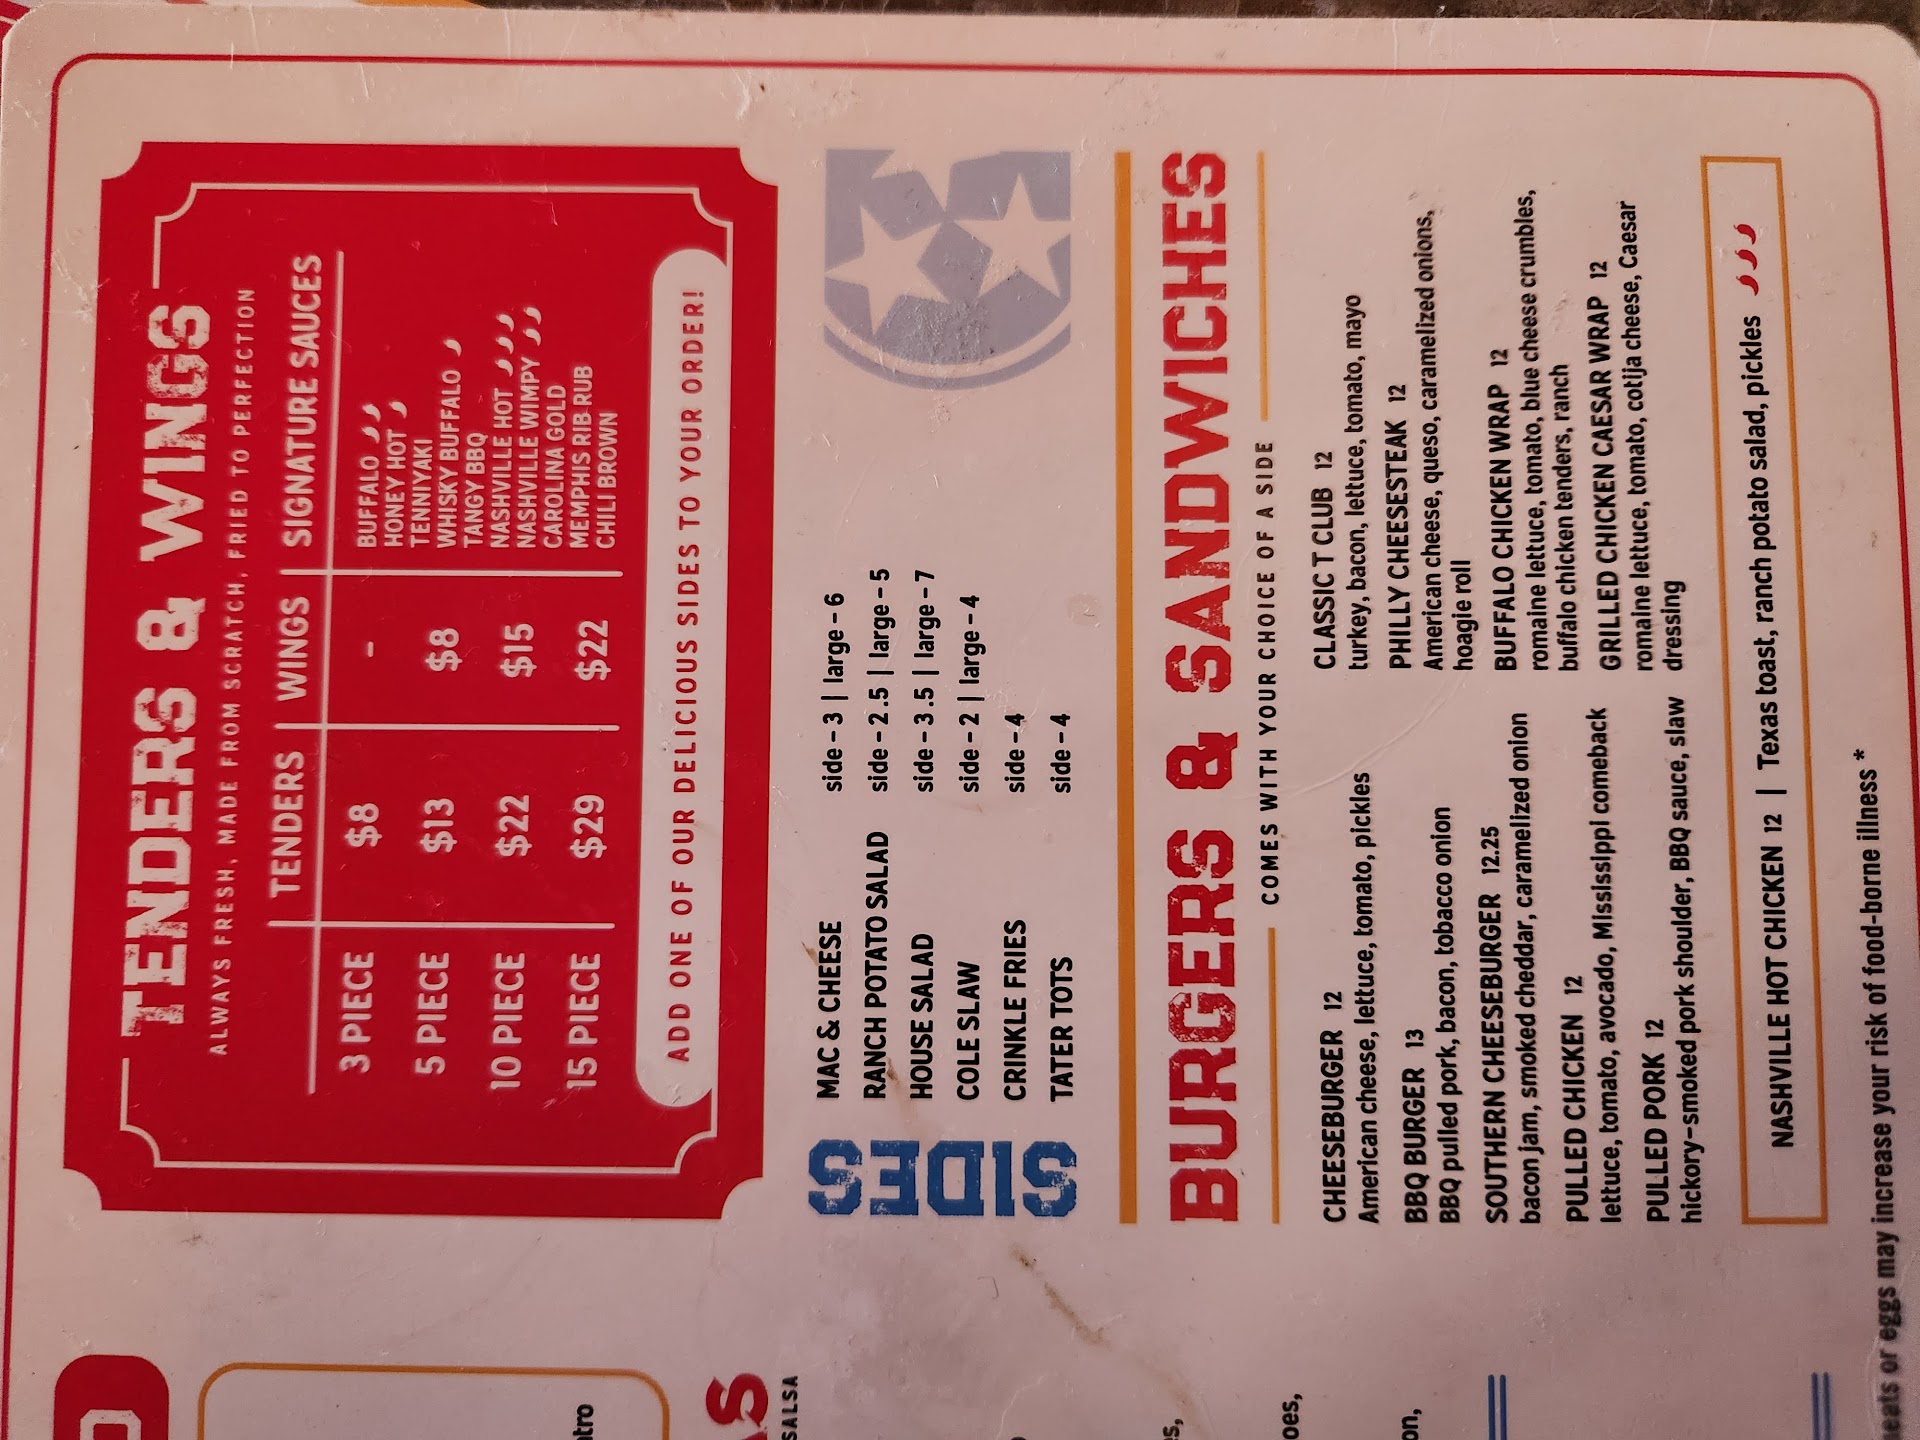 TENDERS & WINGS
ALWAYS FRESH, MADE FROM SCRATCH, FRIED TO PERFECTION
TENDERS WINGS SIGNATURE SAUCES
3 PIECE $8 -
5 PIECE $13 $8
10 PIECE $22 $15
15 PIECE $29 $22
BUFFALO
HONEY HOT
TENNIYAKI
WHISKY BUFFALO
TANGY BBQ
NASHVILLE HOT
NASHVILLE WIMPY
CAROLINA GOLD
MEMPHIS RIB RUB
CHILI BROWN
ADD ONE OF OUR DELICIOUS SIDES TO YOUR ORDER!
SIDES
MAC & CHEESE side - 3 | large - 6
RANCH POTATO SALAD side - 2.5 | large - 5
HOUSE SALAD side - 3.5 | large - 7
COLE SLAW side - 2 | large - 4
CRINKLE FRIES side - 4
TATER TOTS side - 4
BURGERS & SANDWICHES
COMES WITH YOUR CHOICE OF A SIDE
CHEESEBURGER 12
American cheese, lettuce, tomato, pickles
BBQ BURGER 13
BBQ pulled pork, bacon, tobacco onion
SOUTHERN CHEESEBURGER 12.25
bacon jam, smoked cheddar, caramelized onion
PULLED CHICKEN 12
lettuce, tomato, avocado, Mississippi comeback
PULLED PORK 12
hickory-smoked pork shoulder, BBQ sauce, slaw
CLASSIC T CLUB 12
turkey, bacon, lettuce, tomato, mayo
PHILLY CHEESESTEAK 12
American cheese, queso, caramelized onions,
hoagie roll
BUFFALO CHICKEN WRAP 12
romaine lettuce, tomato, blue cheese crumbles,
buffalo chicken tenders, ranch
GRILLED CHICKEN CAESAR WRAP 12
romaine lettuce, tomato, cotija cheese, Caesar
dressing
NASHVILLE HOT CHICKEN 12 | Texas toast, ranch potato salad, pickles
or eggs may increase your risk of food-borne illness *
SALSA